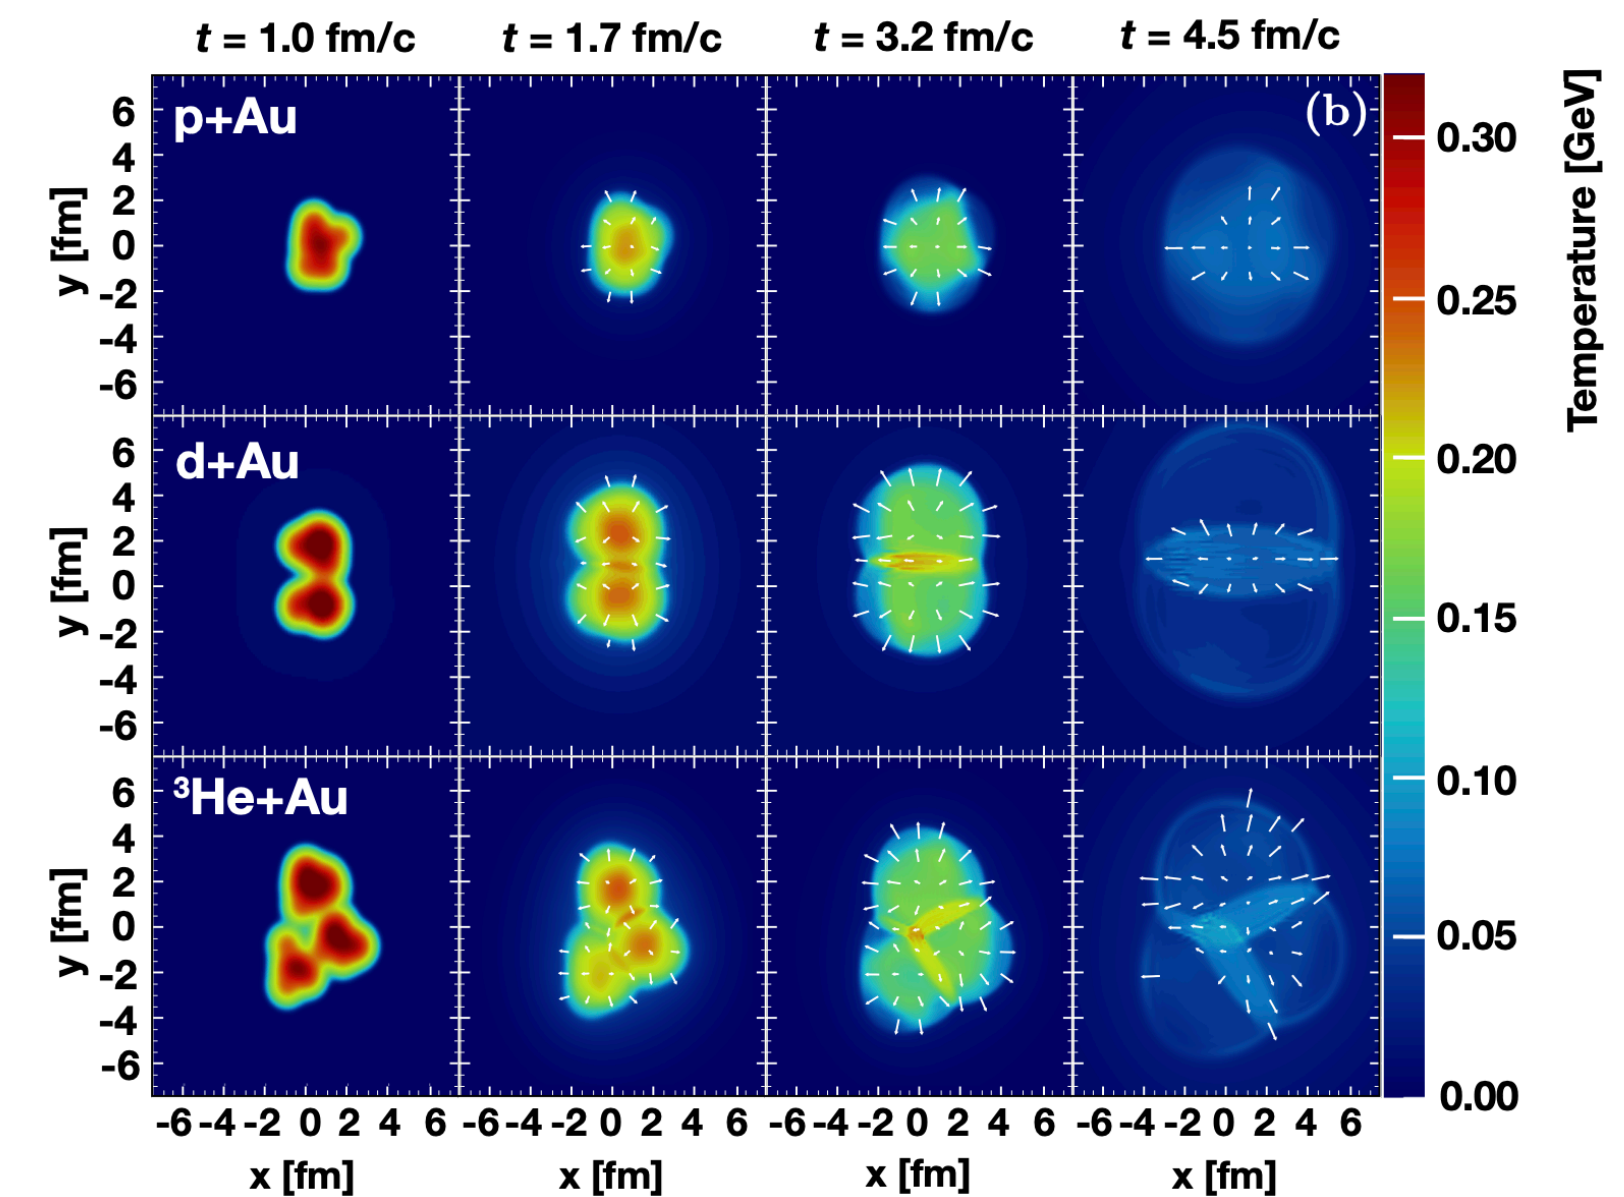 t = 1.0 fm/c t = 1.7 fm/c t = 3.2 fm/c t = 4.5 fm/c
p+Au
(b)
6
4
2
0
-2
-4
-6
y [fm]
d+Au
6
4
2
0
-2
-4
-6
y [fm]
³He+Au
6
4
2
0
-2
-4
-6
y [fm]
-6 -4 -2 0 2 4 6 -6 -4 -2 0 2 4 6 -6 -4 -2 0 2 4 6 -6 -4 -2 0 2 4 6
x [fm] x [fm] x [fm] x [fm]
0.30
0.25
0.20
0.15
0.10
0.05
0.00
Temperature [GeV]